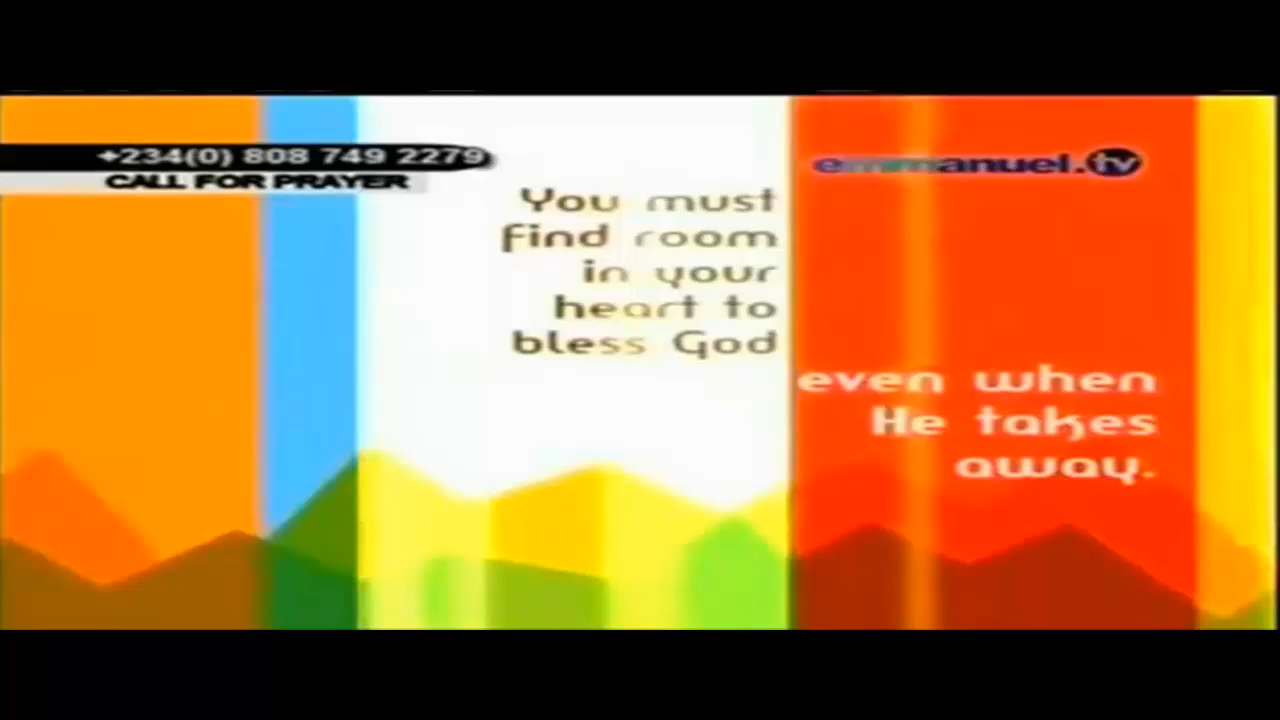 +234(0) 808 749 2279
CALL FOR PRAYER
emmanuel.tv
You must
find room
in your
heart to
bless God
even when
He takes
away.